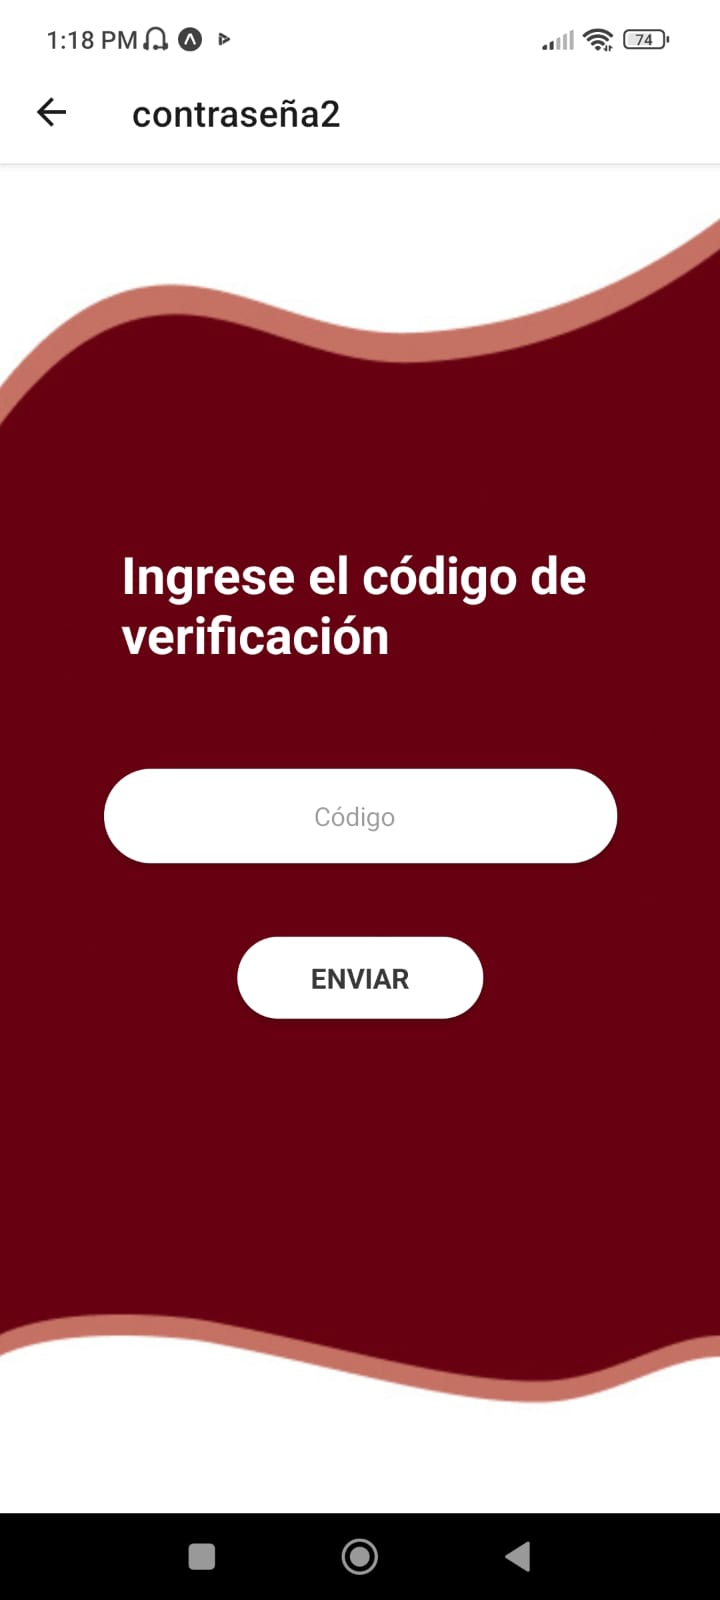 1:18 PM
74
contraseña2
Ingrese el código de
verificación
Código
ENVIAR